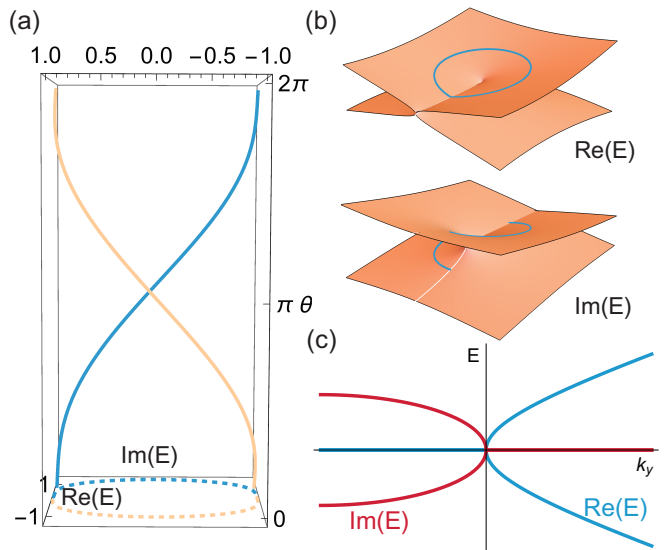 (a)
1.0 0.5 0.0 −0.5 −1.0
2π
π θ
Im(E)
1
Re(E)
−1
0
(b)
Re(E)
Im(E)
(c)
E
k_y
Im(E)
Re(E)